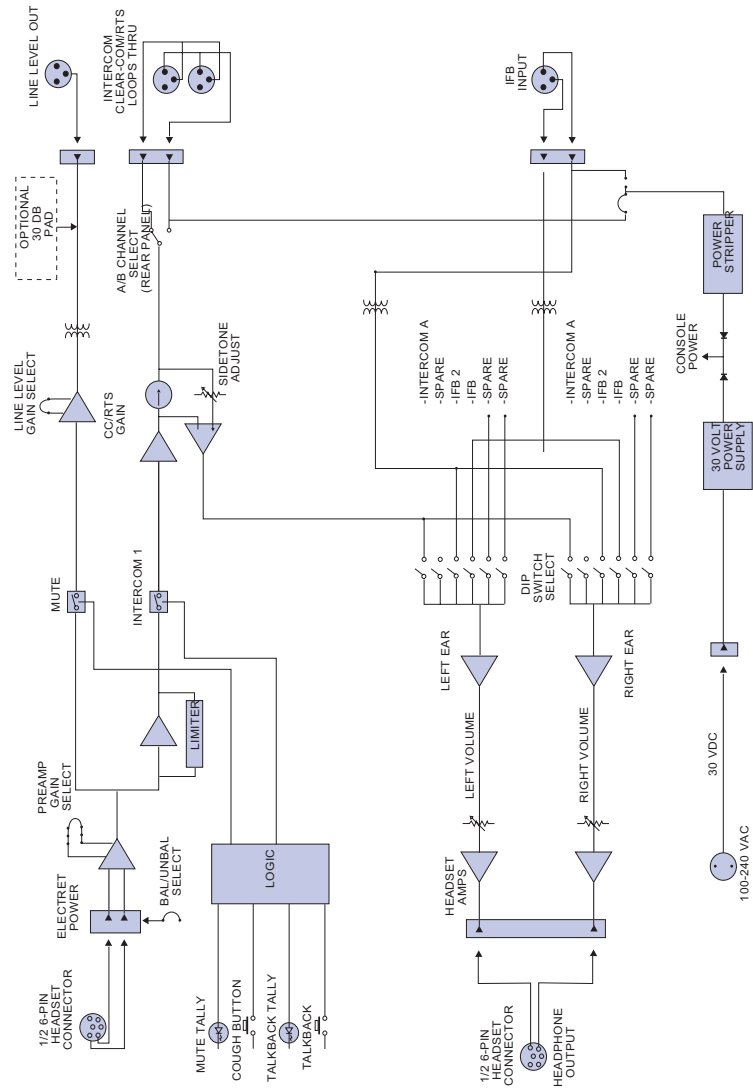 1/2 6-PIN
HEADSET
CONNECTOR
ELECTRET
POWER
BAL/UNBAL
SELECT
PREAMP
GAIN
SELECT
LIMITER
MUTE
INTERCOM 1
LINE LEVEL
GAIN SELECT
CC/RTS
GAIN
SIDETONE
ADJUST
OPTIONAL
30 DB
PAD
A/B CHANNEL
SELECT
(REAR PANEL)
LINE LEVEL OUT
INTERCOM
CLEAR-COM/RTS
LOOPS THRU
MUTE TALLY
COUGH BUTTON
TALKBACK TALLY
TALKBACK
LOGIC
1/2 6-PIN
HEADSET
CONNECTOR
HEADPHONE
OUTPUT
HEADSET
AMPS
LEFT VOLUME
RIGHT VOLUME
LEFT EAR
RIGHT EAR
DIP
SWITCH
SELECT
-INTERCOM A
-SPARE
-IFB 2
-IFB
-SPARE
-SPARE
-INTERCOM A
-SPARE
-IFB 2
-IFB
-SPARE
-SPARE
IFB
INPUT
100-240 VAC
30 VDC
30 VOLT
POWER
SUPPLY
CONSOLE
POWER
POWER
STRIPPER